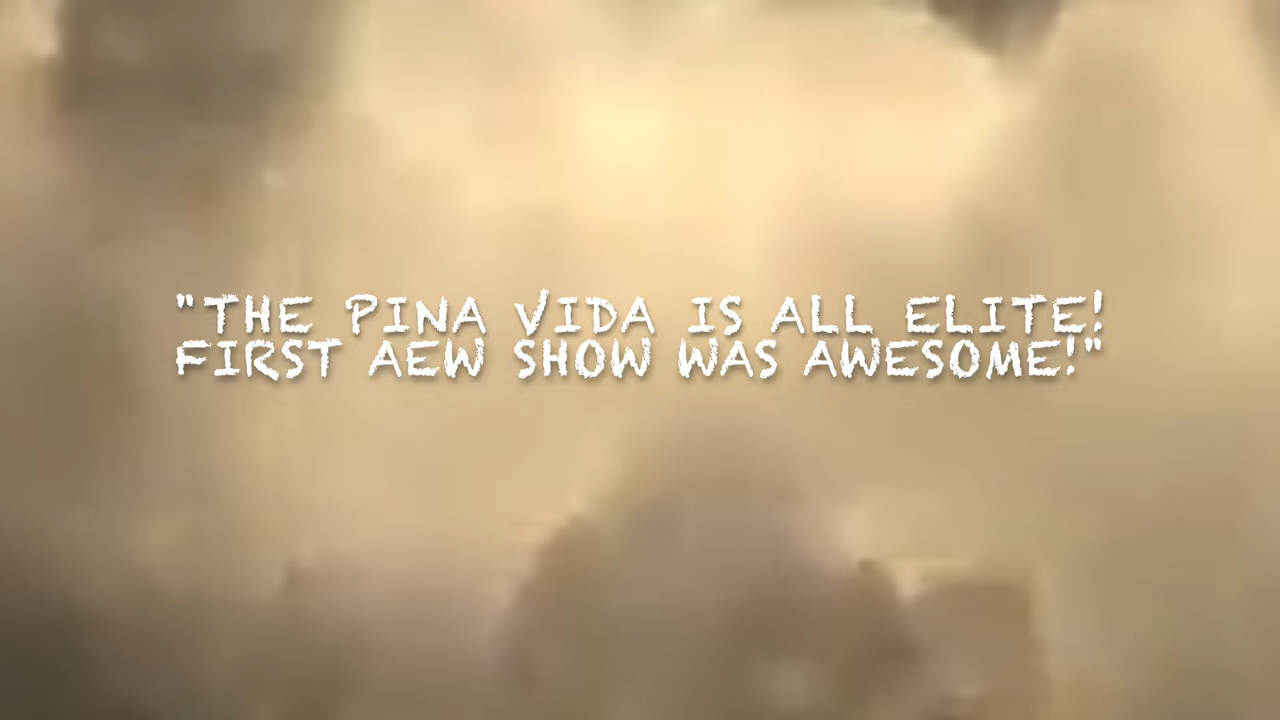 "THE PINA VIDA IS ALL ELITE!
FIRST AEW SHOW WAS AWESOME!"